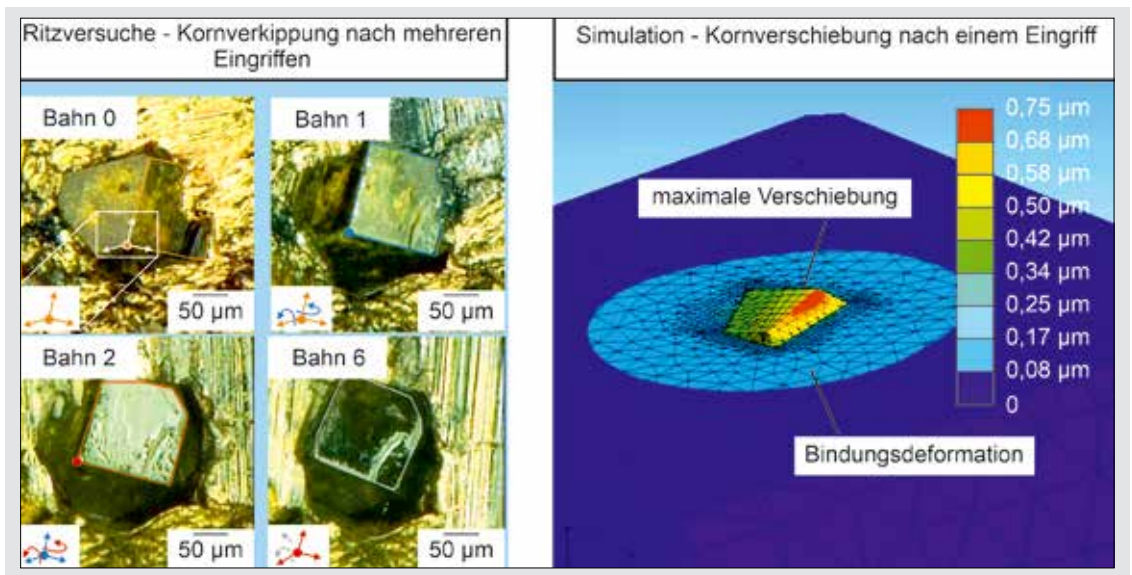 Ritzversuche - Kornverkippung nach mehreren
Eingriffen
Bahn 0
50 µm
Bahn 1
50 µm
Bahn 2
50 µm
Bahn 6
50 µm
Simulation - Kornverschiebung nach einem Eingriff
maximale Verschiebung
Bindungsdeformation
0,75 µm
0,68 µm
0,58 µm
0,50 µm
0,42 µm
0,34 µm
0,25 µm
0,17 µm
0,08 µm
0